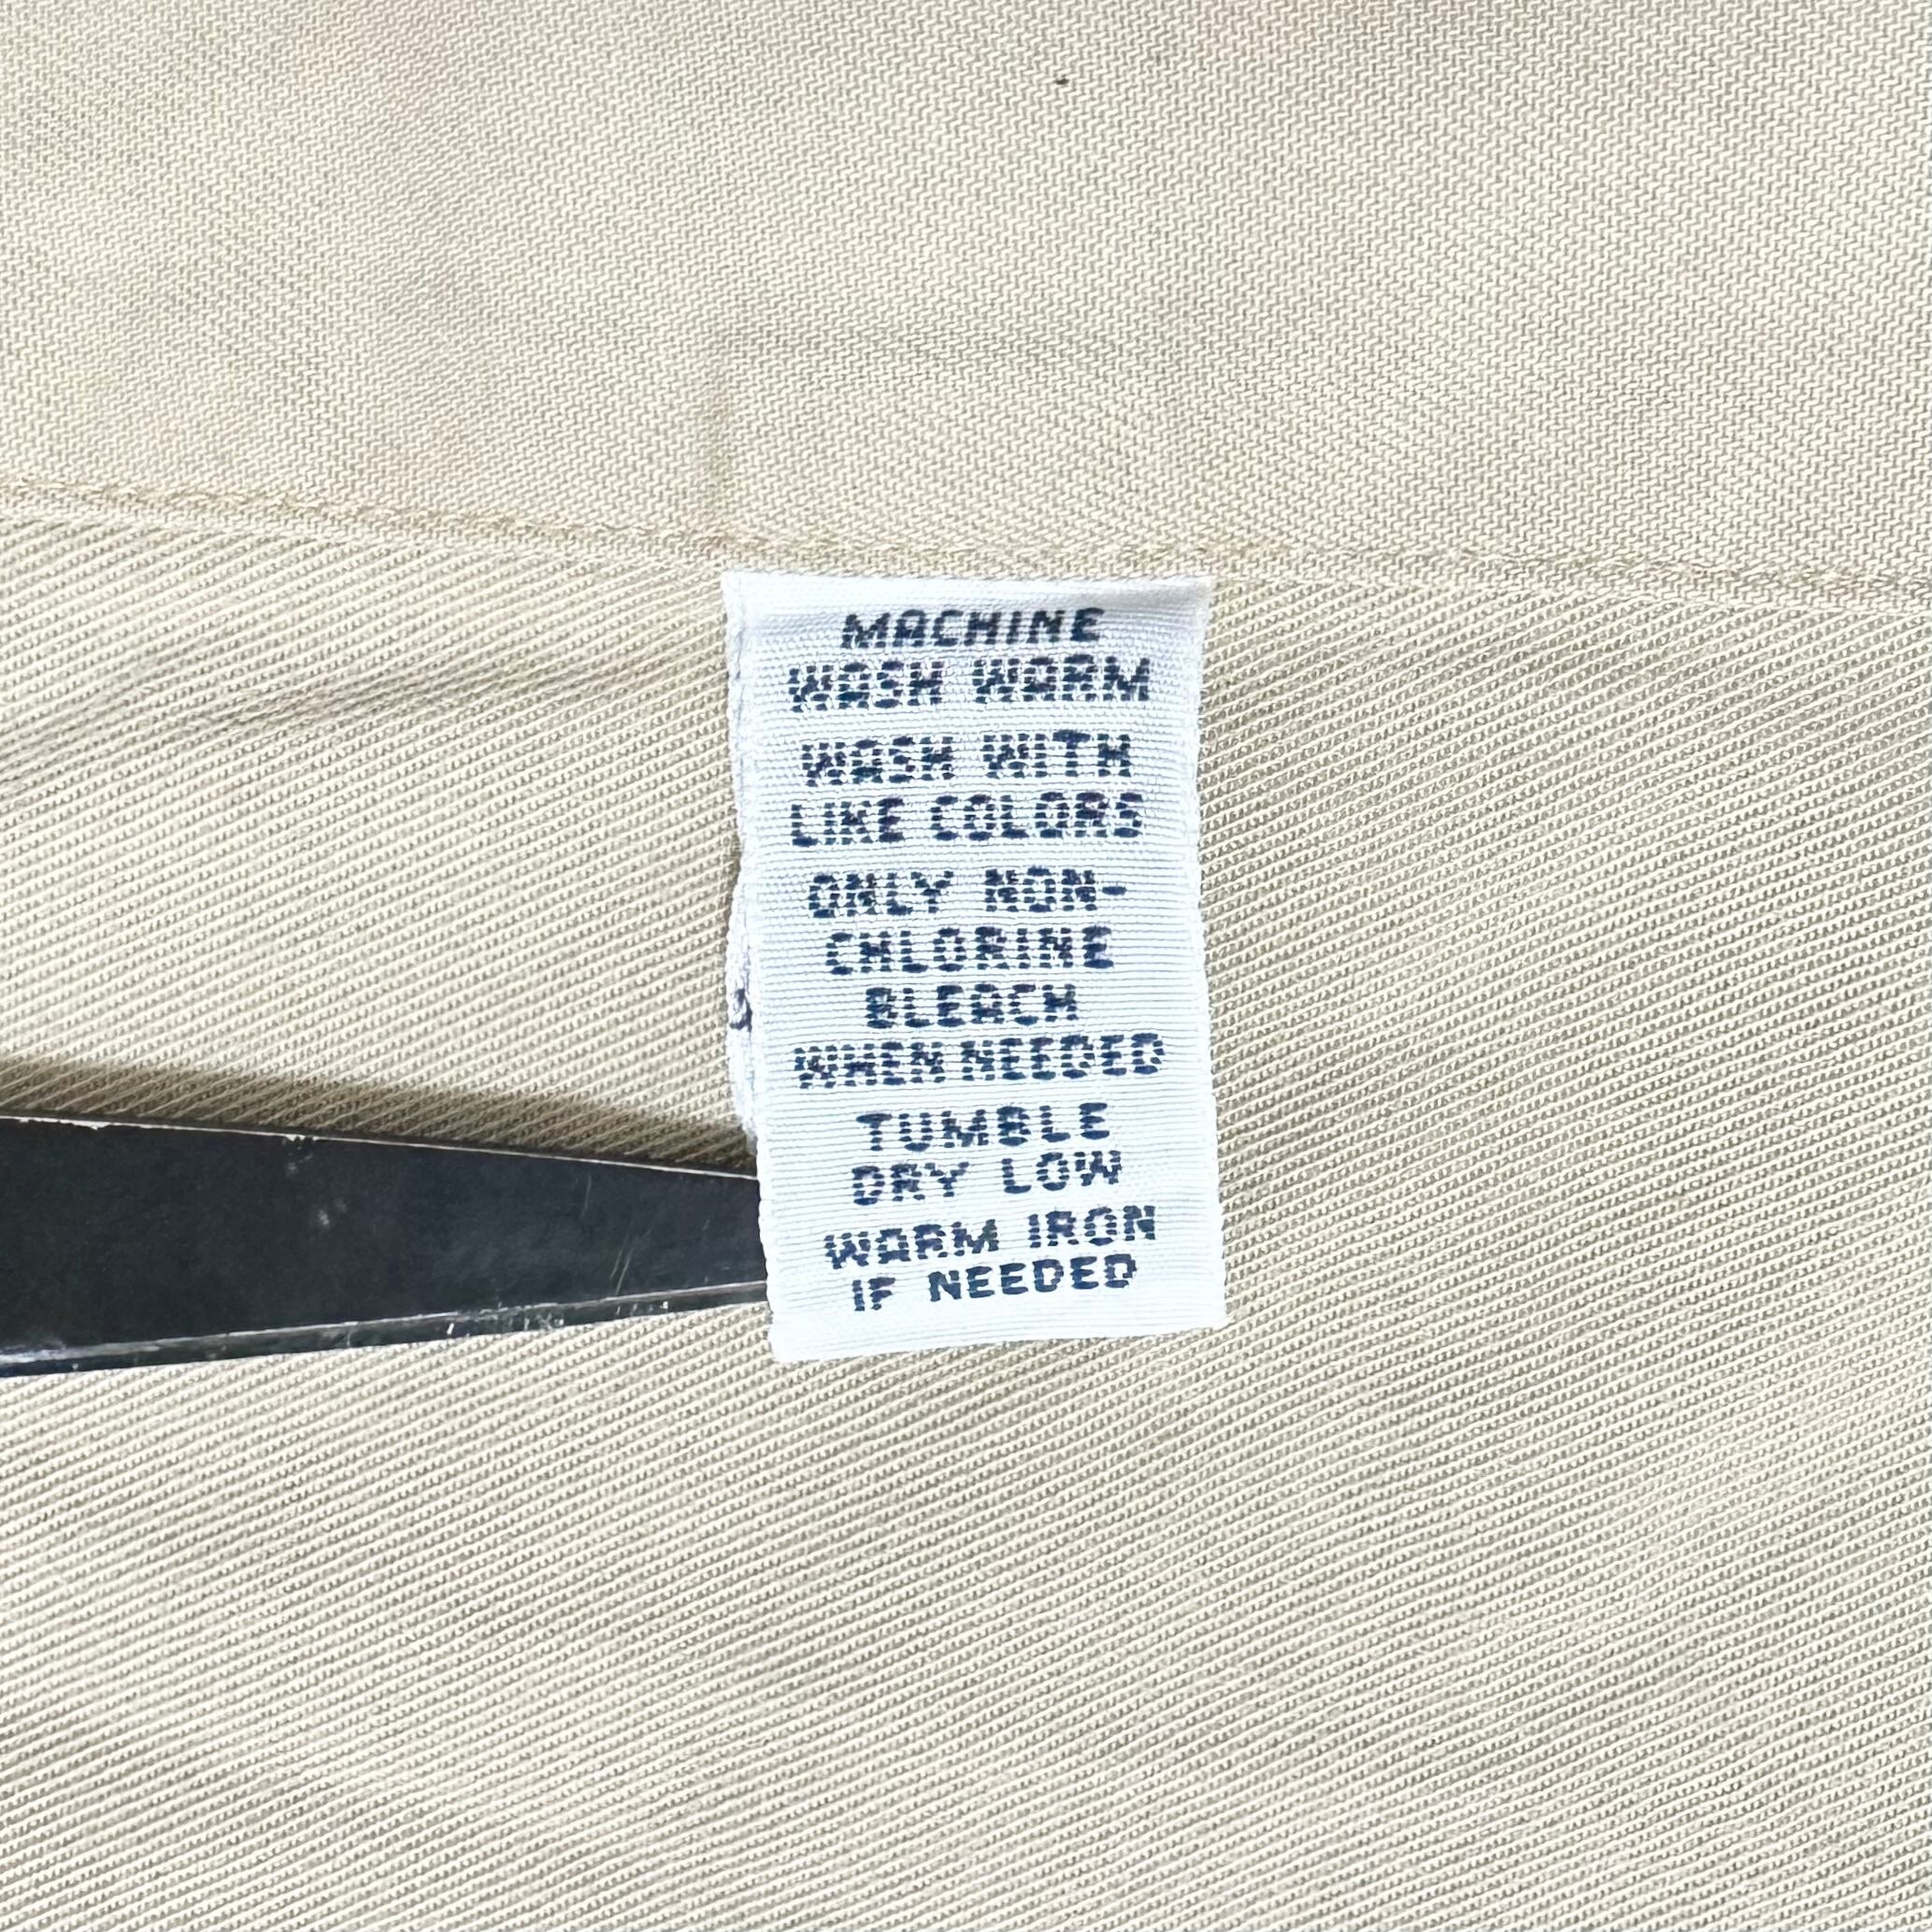 MACHINE
WASH WARM
WASH WITH
LIKE COLORS
ONLY NON-
CHLORINE
BLEACH
WHEN NEEDED
TUMBLE
DRY LOW
WARM IRON
IF NEEDED